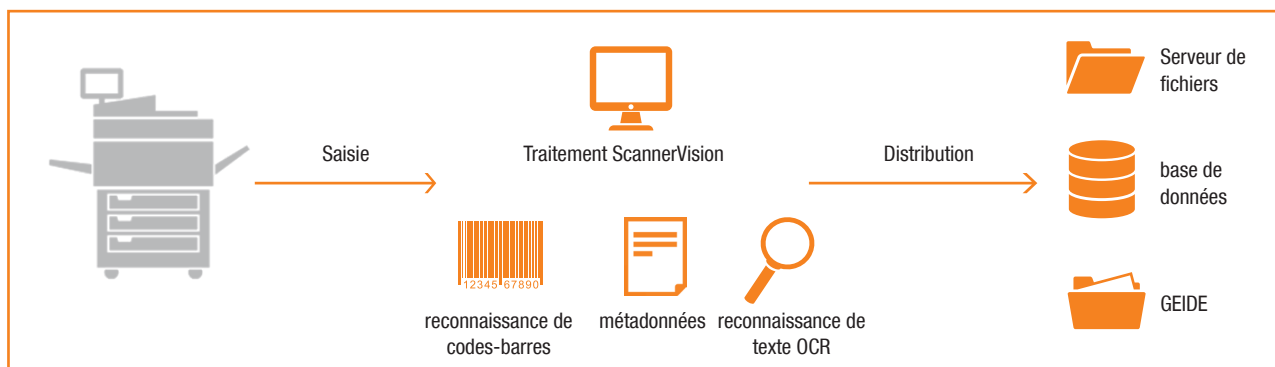 Saisie
Traitement ScannerVision
Distribution
Serveur de
fichiers
base de
données
GEIDE
12345 67890
reconnaissance de
codes-barres
métadonnées
reconnaissance de
texte OCR